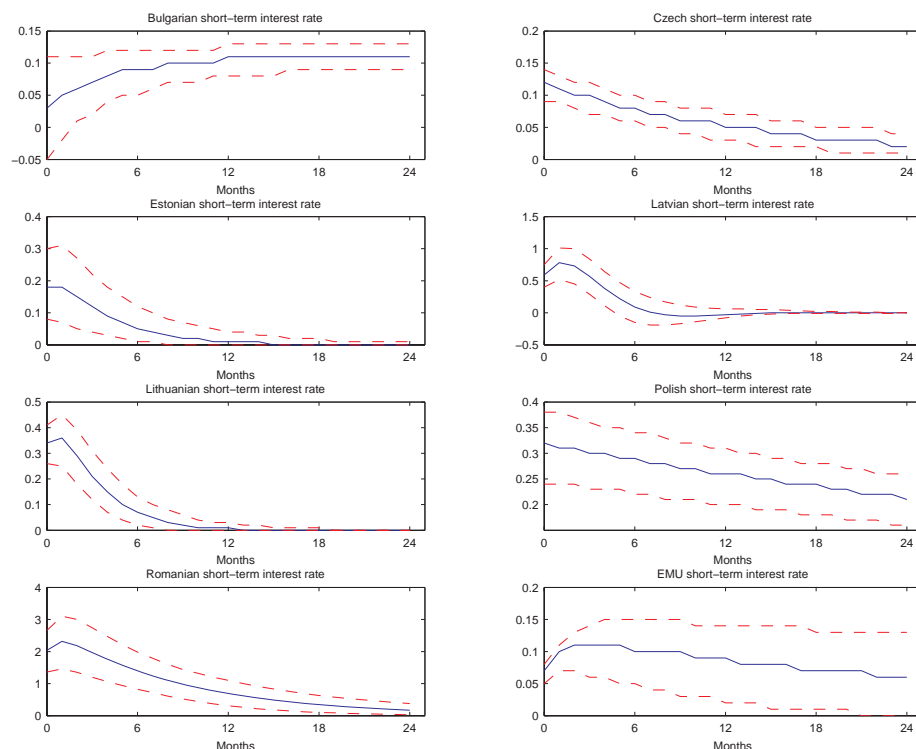 Bulgarian short−term interest rate
0.15
0.1
0.05
0
−0.05
0 6 12 18 24
Months
Czech short−term interest rate
0.2
0.15
0.1
0.05
0
0 6 12 18 24
Months
Estonian short−term interest rate
0.4
0.3
0.2
0.1
0
0 6 12 18 24
Months
Latvian short−term interest rate
1.5
1
0.5
0
−0.5
0 6 12 18 24
Months
Lithuanian short−term interest rate
0.5
0.4
0.3
0.2
0.1
0
0 6 12 18 24
Months
Polish short−term interest rate
0.4
0.35
0.3
0.25
0.2
0 6 12 18 24
Months
Romanian short−term interest rate
4
3
2
1
0
0 6 12 18 24
Months
EMU short−term interest rate
0.2
0.15
0.1
0.05
0
0 6 12 18 24
Months